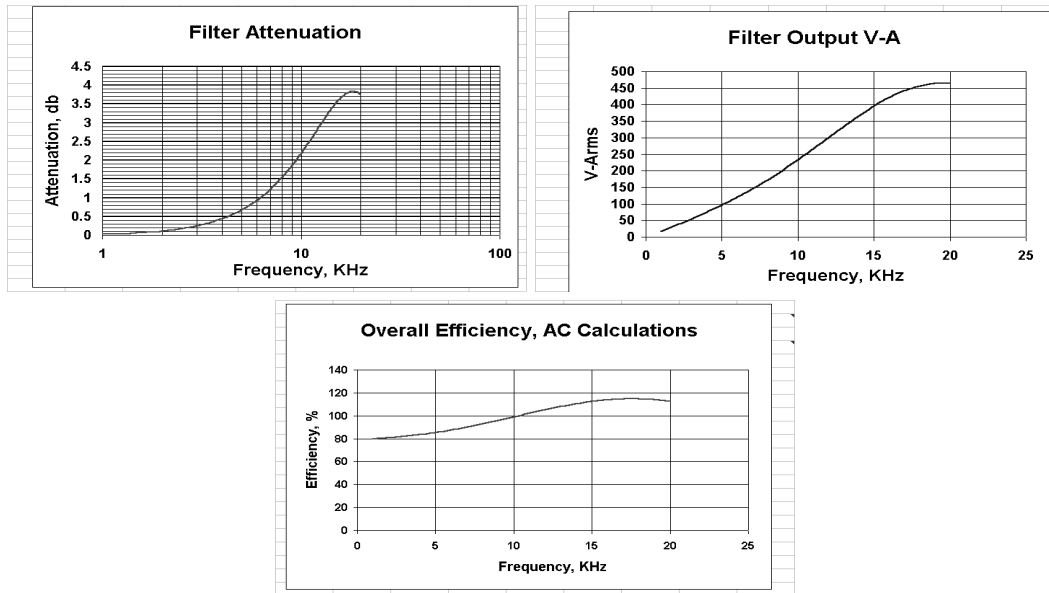 Filter Attenuation
4.5
4
3.5
3
2.5
2
1.5
1
0.5
0
Attenuation, db
1 10 100
Frequency, KHz
Filter Output V-A
500
450
400
350
300
250
200
150
100
50
0
V-Arms
0 5 10 15 20 25
Frequency, KHz
Overall Efficiency, AC Calculations
140
120
100
80
60
40
20
0
Efficiency, %
0 5 10 15 20 25
Frequency, KHz